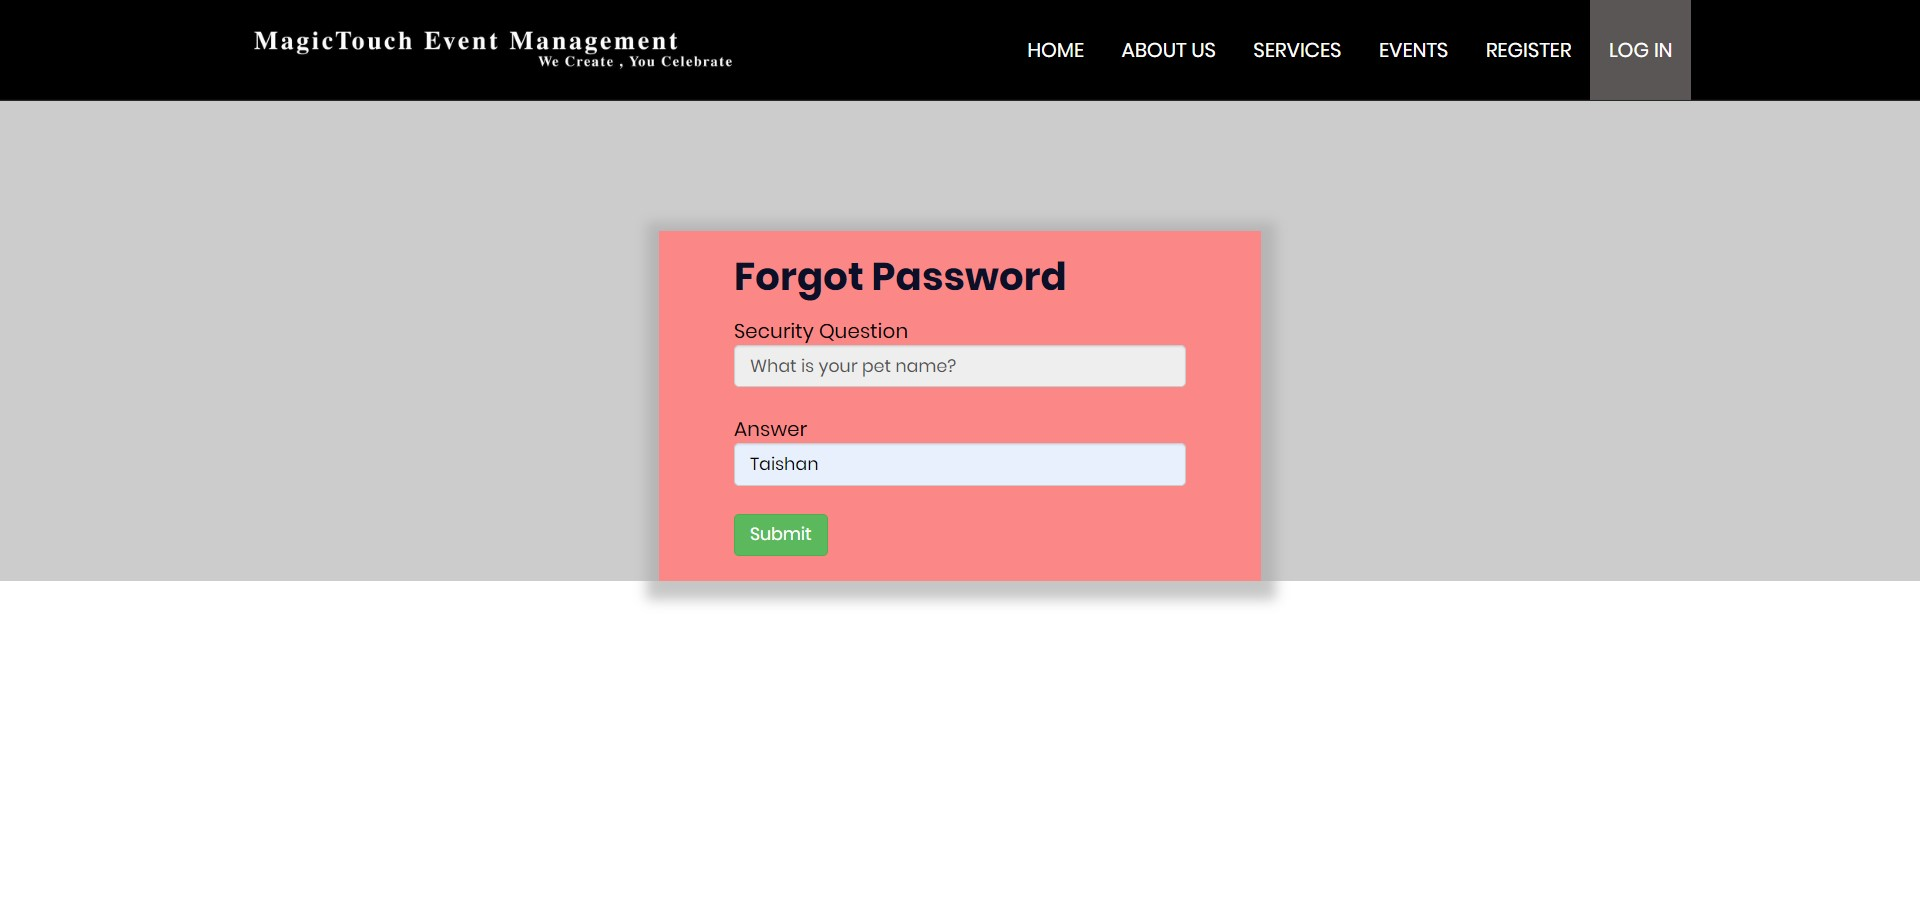 MagicTouch Event Management
We Create , You Celebrate
HOME ABOUT US SERVICES EVENTS REGISTER LOG IN
Forgot Password
Security Question
What is your pet name?
Answer
Taishan
Submit